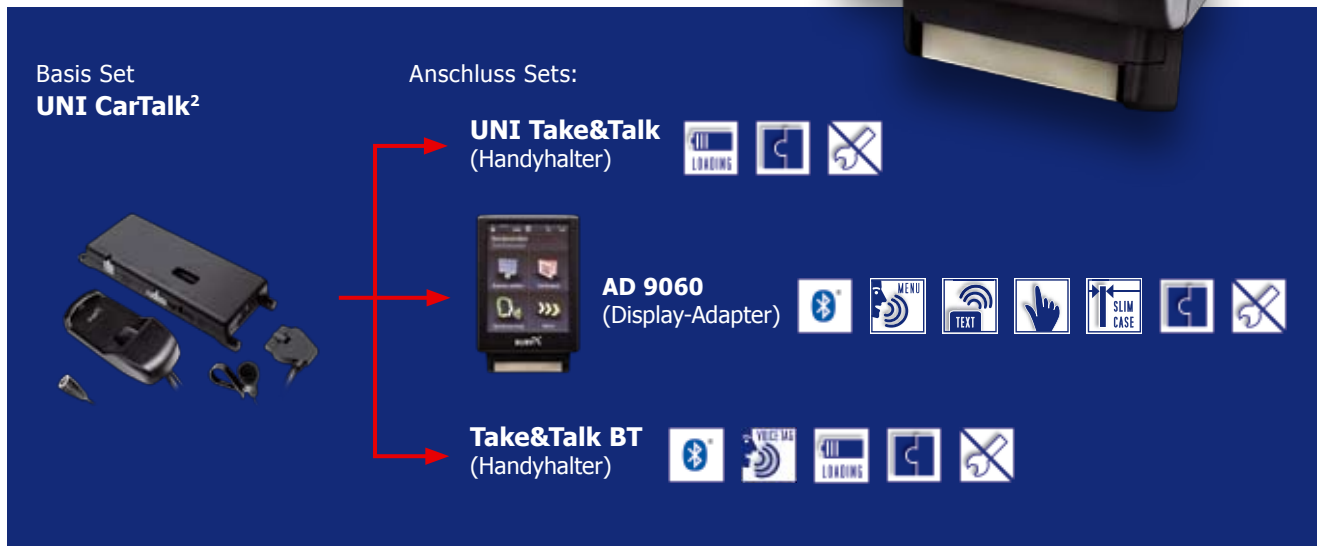 Basis Set
UNI CarTalk²
Anschluss Sets:
UNI Take&Talk
(Handyhalter)
LOADING
AD 9060
(Display-Adapter)
MENU
TEXT
SLIM
CASE
BURY
Take&Talk BT
(Handyhalter)
VOICE TAG
LOADING